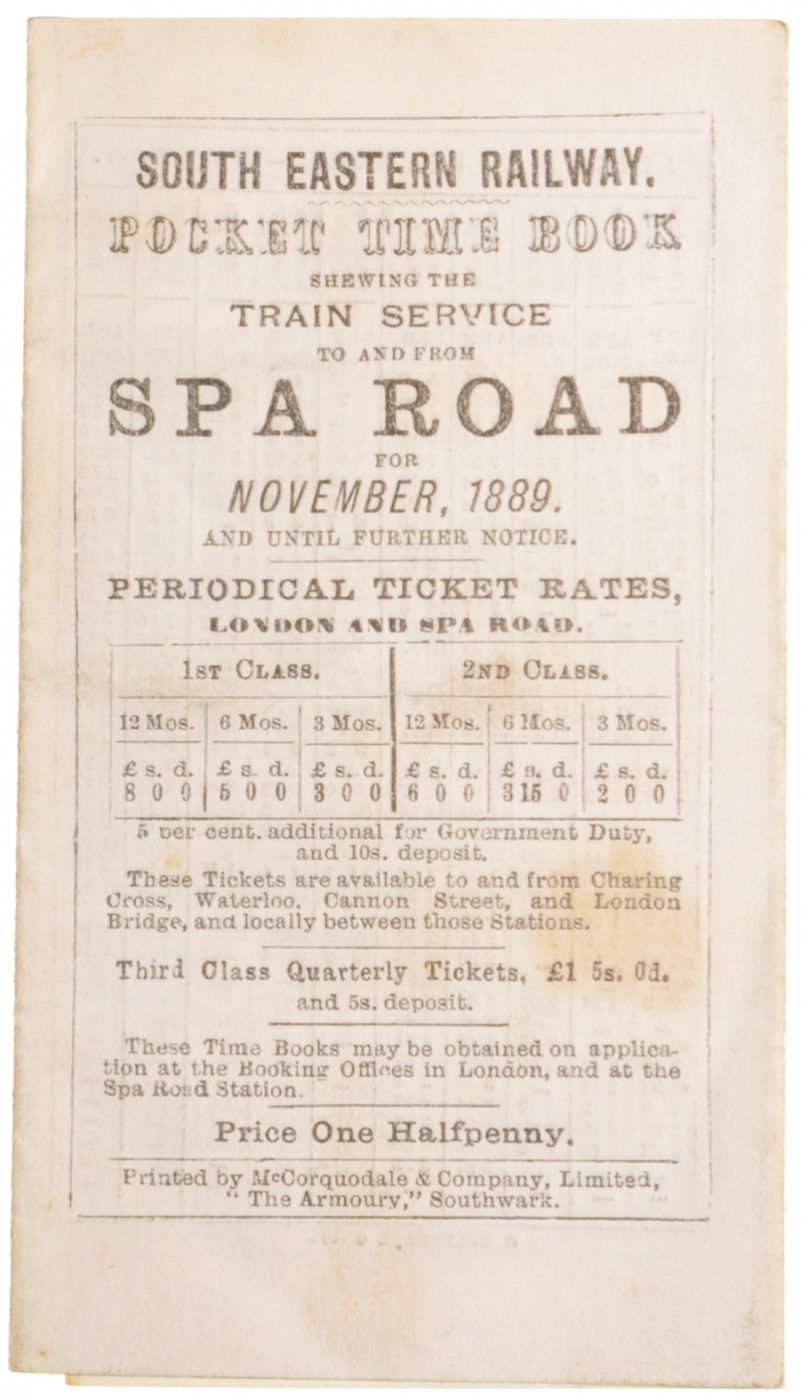 SOUTH EASTERN RAILWAY.
POCKET TIME BOOK
SHEWING THE
TRAIN SERVICE
TO AND FROM
SPA ROAD
FOR
NOVEMBER, 1889.
AND UNTIL FURTHER NOTICE.
PERIODICAL TICKET RATES,
LONDON AND SPA ROAD.
1ST CLASS. 2ND CLASS.
12 Mos. 6 Mos. 3 Mos. 12 Mos. 6 Mos. 3 Mos.
£ s. d. £ s. d. £ s. d. £ s. d. £ s. d. £ s. d.
8 0 0 5 0 0 3 0 0 6 0 0 3 15 0 2 0 0
5 per cent. additional for Government Duty,
and 10s. deposit.
These Tickets are available to and from Charing
Cross, Waterloo, Cannon Street, and London
Bridge, and locally between those Stations.
Third Class Quarterly Tickets, £1 5s. 0d.
and 5s. deposit.
These Time Books may be obtained on applica-
tion at the Booking Offices in London, and at the
Spa Road Station.
Price One Halfpenny.
Printed by McCorquodale & Company, Limited,
"The Armoury," Southwark.